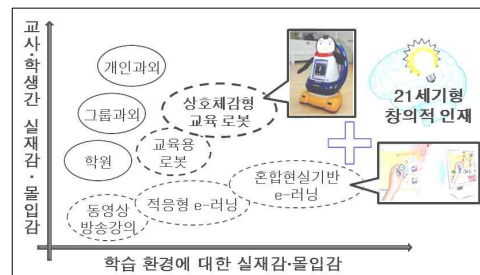 교사·학생간 실재감·몰입감
개인과외
그룹과외
학원
동영상
방송강의
교육용
로봇
적응형 e-러닝
상호체감형
교육 로봇
혼합현실기반
e-러닝
21세기형
창의적 인재
학습 환경에 대한 실재감·몰입감